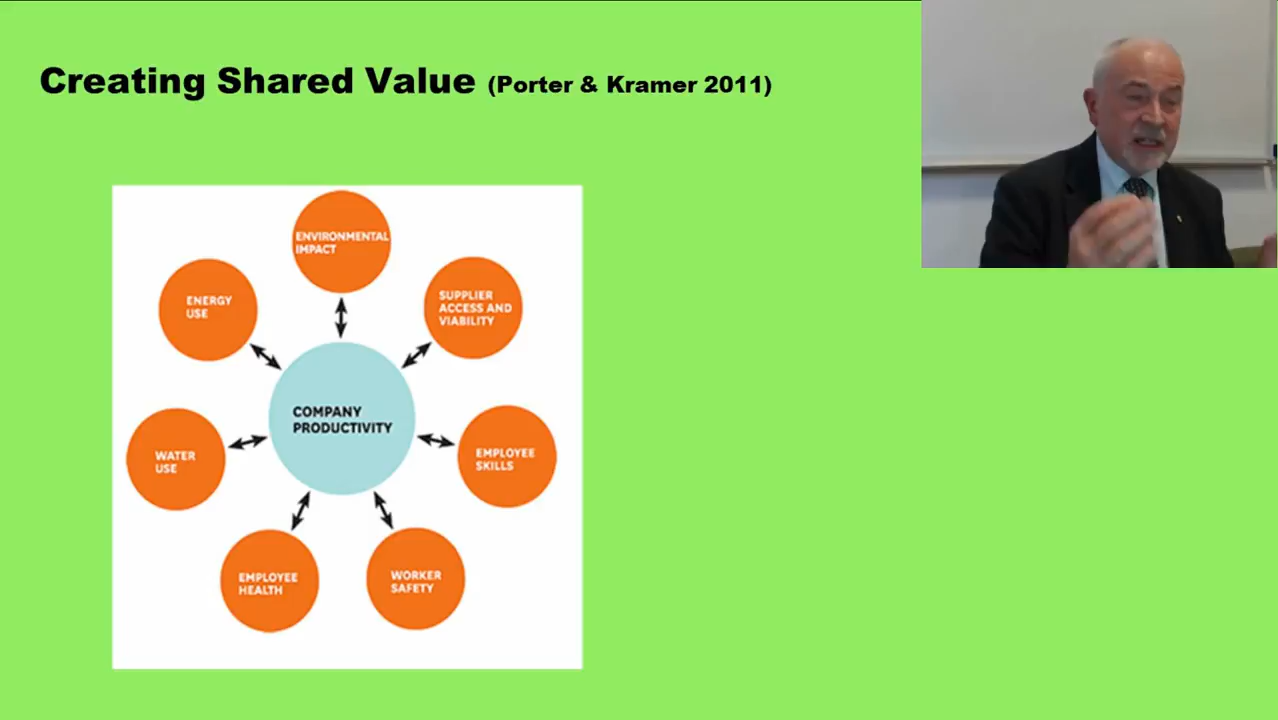 Creating Shared Value (Porter & Kramer 2011)
ENVIRONMENTAL
IMPACT
ENERGY
USE
SUPPLIER
ACCESS AND
VIABILITY
COMPANY
PRODUCTIVITY
WATER
USE
EMPLOYEE
SKILLS
EMPLOYEE
HEALTH
WORKER
SAFETY